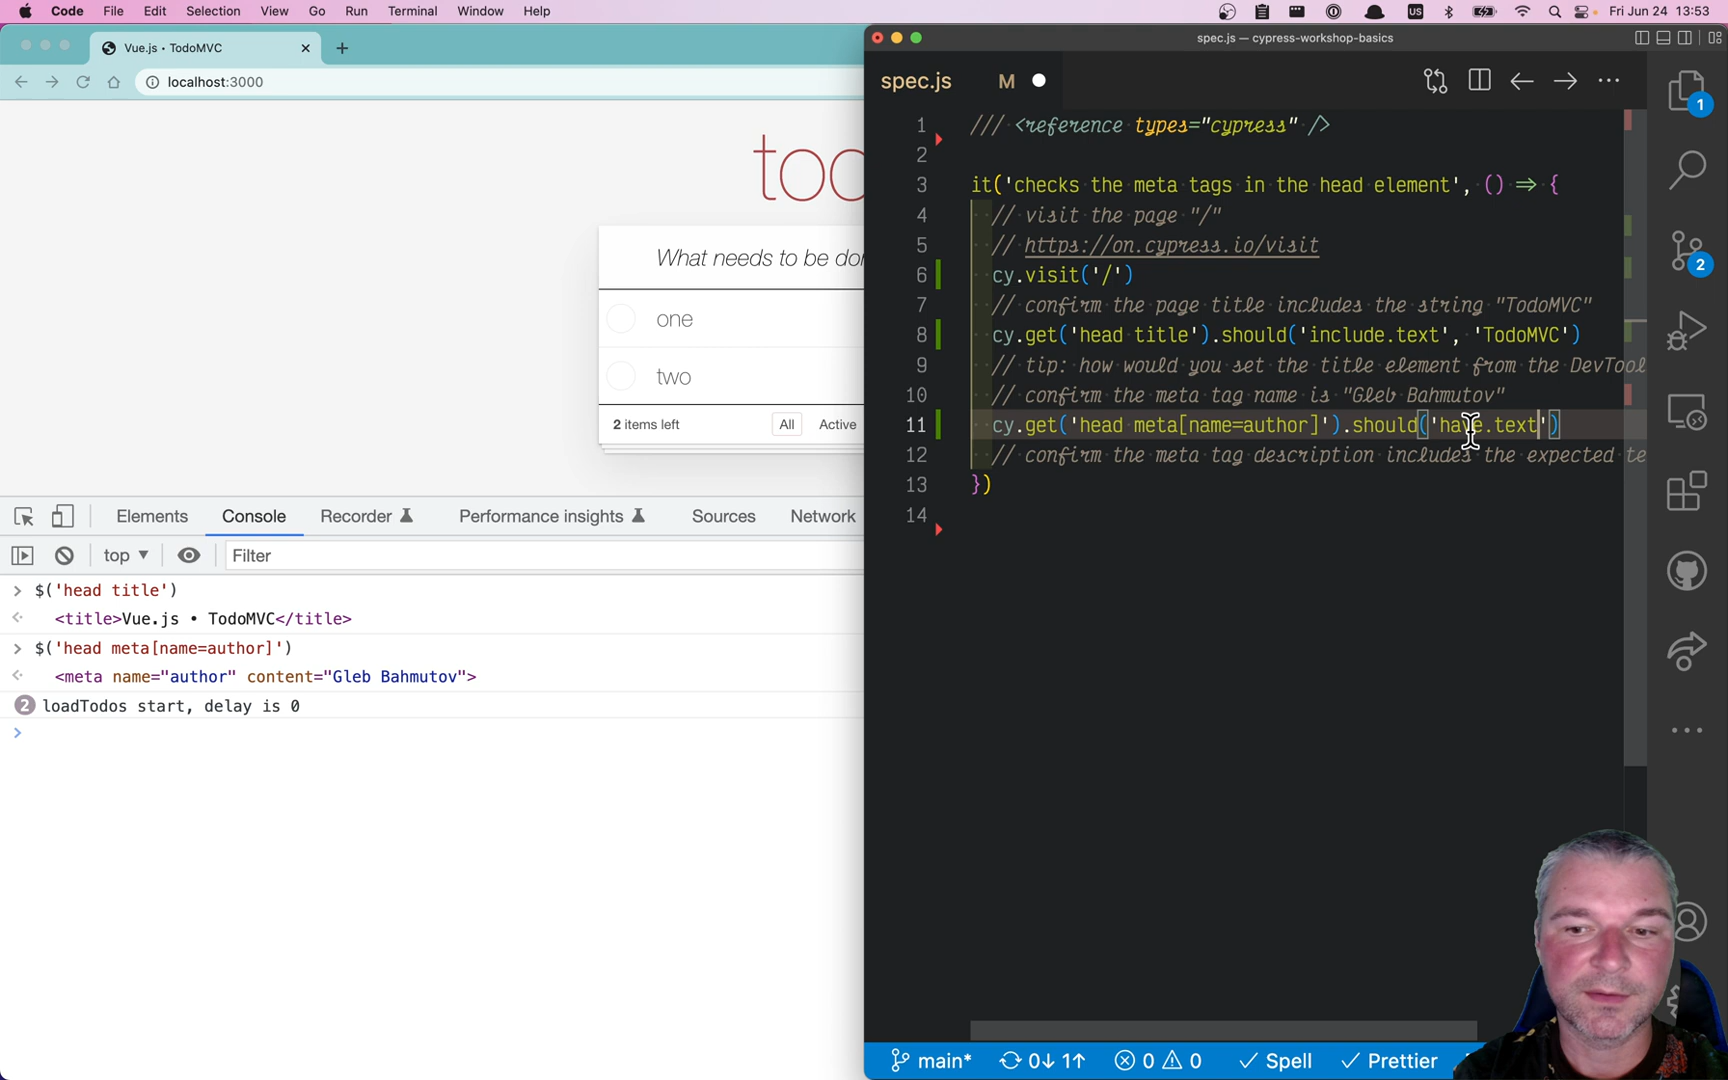 Code File Edit Selection View Go Run Terminal Window Help US Fri Jun 24 13:53
Vue.js • TodoMVC
localhost:3000
What needs to be
one
two
2 items left All Active
Elements Console Recorder Performance insights Sources Network
top Filter
> $('head title')
<title>Vue.js • TodoMVC</title>
> $('head meta[name=author]')
<meta name="author" content="Gleb Bahmutov">
2 loadTodos start, delay is 0
>
spec.js — cypress-workshop-basics
spec.js M
1 /// <reference types="cypress" />
2
3 it('checks the meta tags in the head element', () => {
4 // visit the page "/"
5 // https://on.cypress.io/visit
6 cy.visit('/')
7 // confirm the page title includes the string "TodoMVC"
8 cy.get('head title').should('include.text', 'TodoMVC')
9 // tip: how would you set the title element from the DevTool
10 // confirm the meta tag name is "Gleb Bahmutov"
11 cy.get('head meta[name=author]').should('have.text')
12 // confirm the meta tag description includes the expected te
13 })
14
1
2
main* 0↓ 1↑ 0 0 Spell Prettier